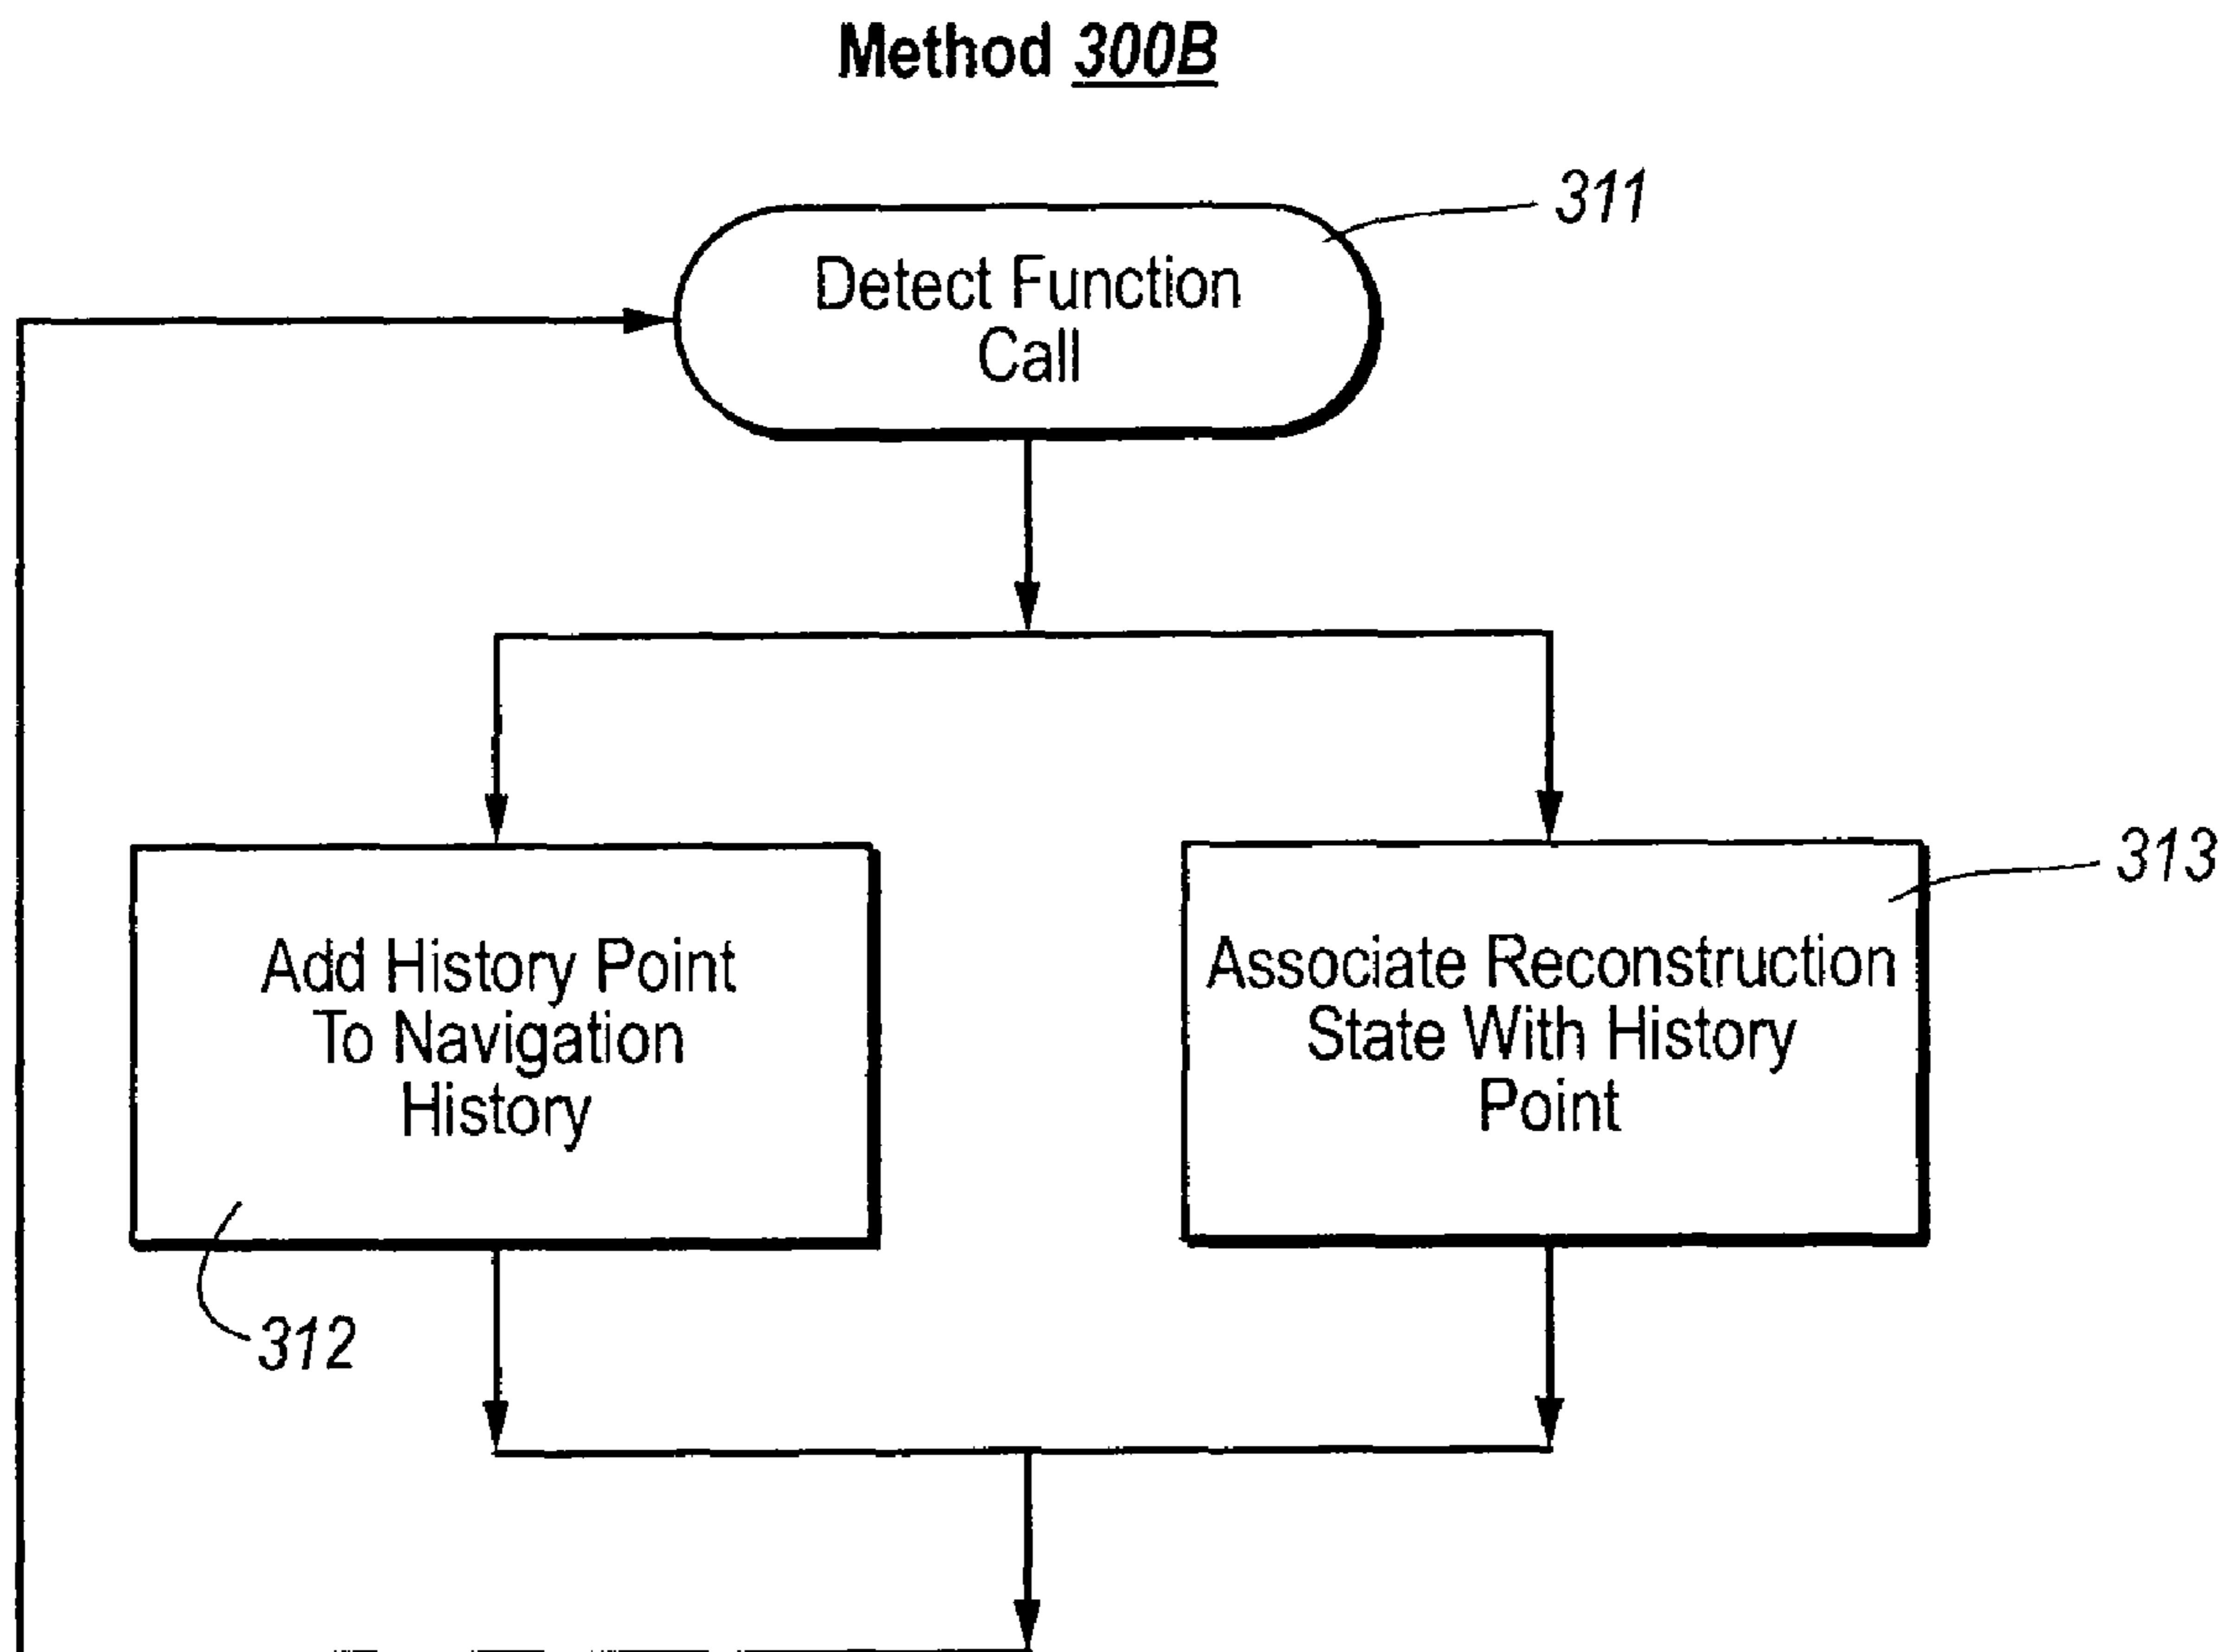 Method 300B
311
Detect Function
Call
313
Add History Point
To Navigation
History
Associate Reconstruction
State With History
Point
312